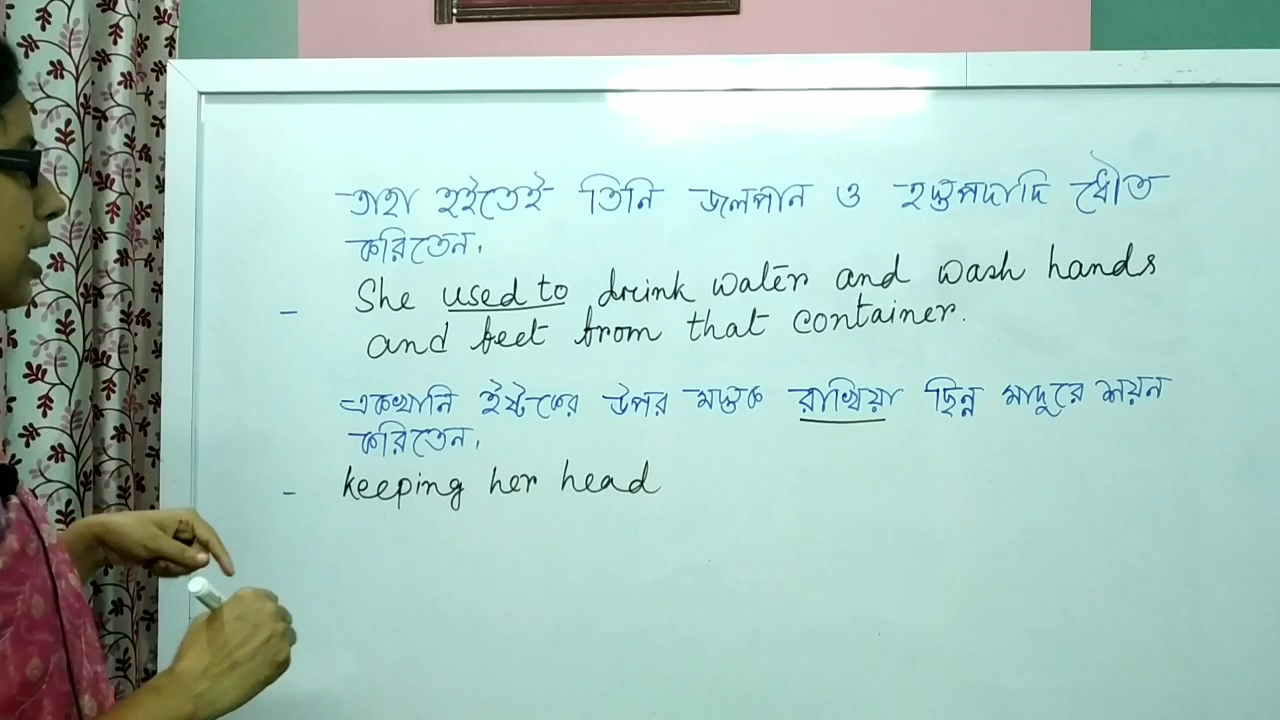 তাহা হইতেই তিনি জলপান ও হস্তপদাদি ধৌত
করিতেন।
- She used to drink water and wash hands
and feet from that container.
একখানি ইষ্টকের উপর মস্তক রাখিয়া ছিন্ন মাদুরে শয়ন
করিতেন।
- keeping her head